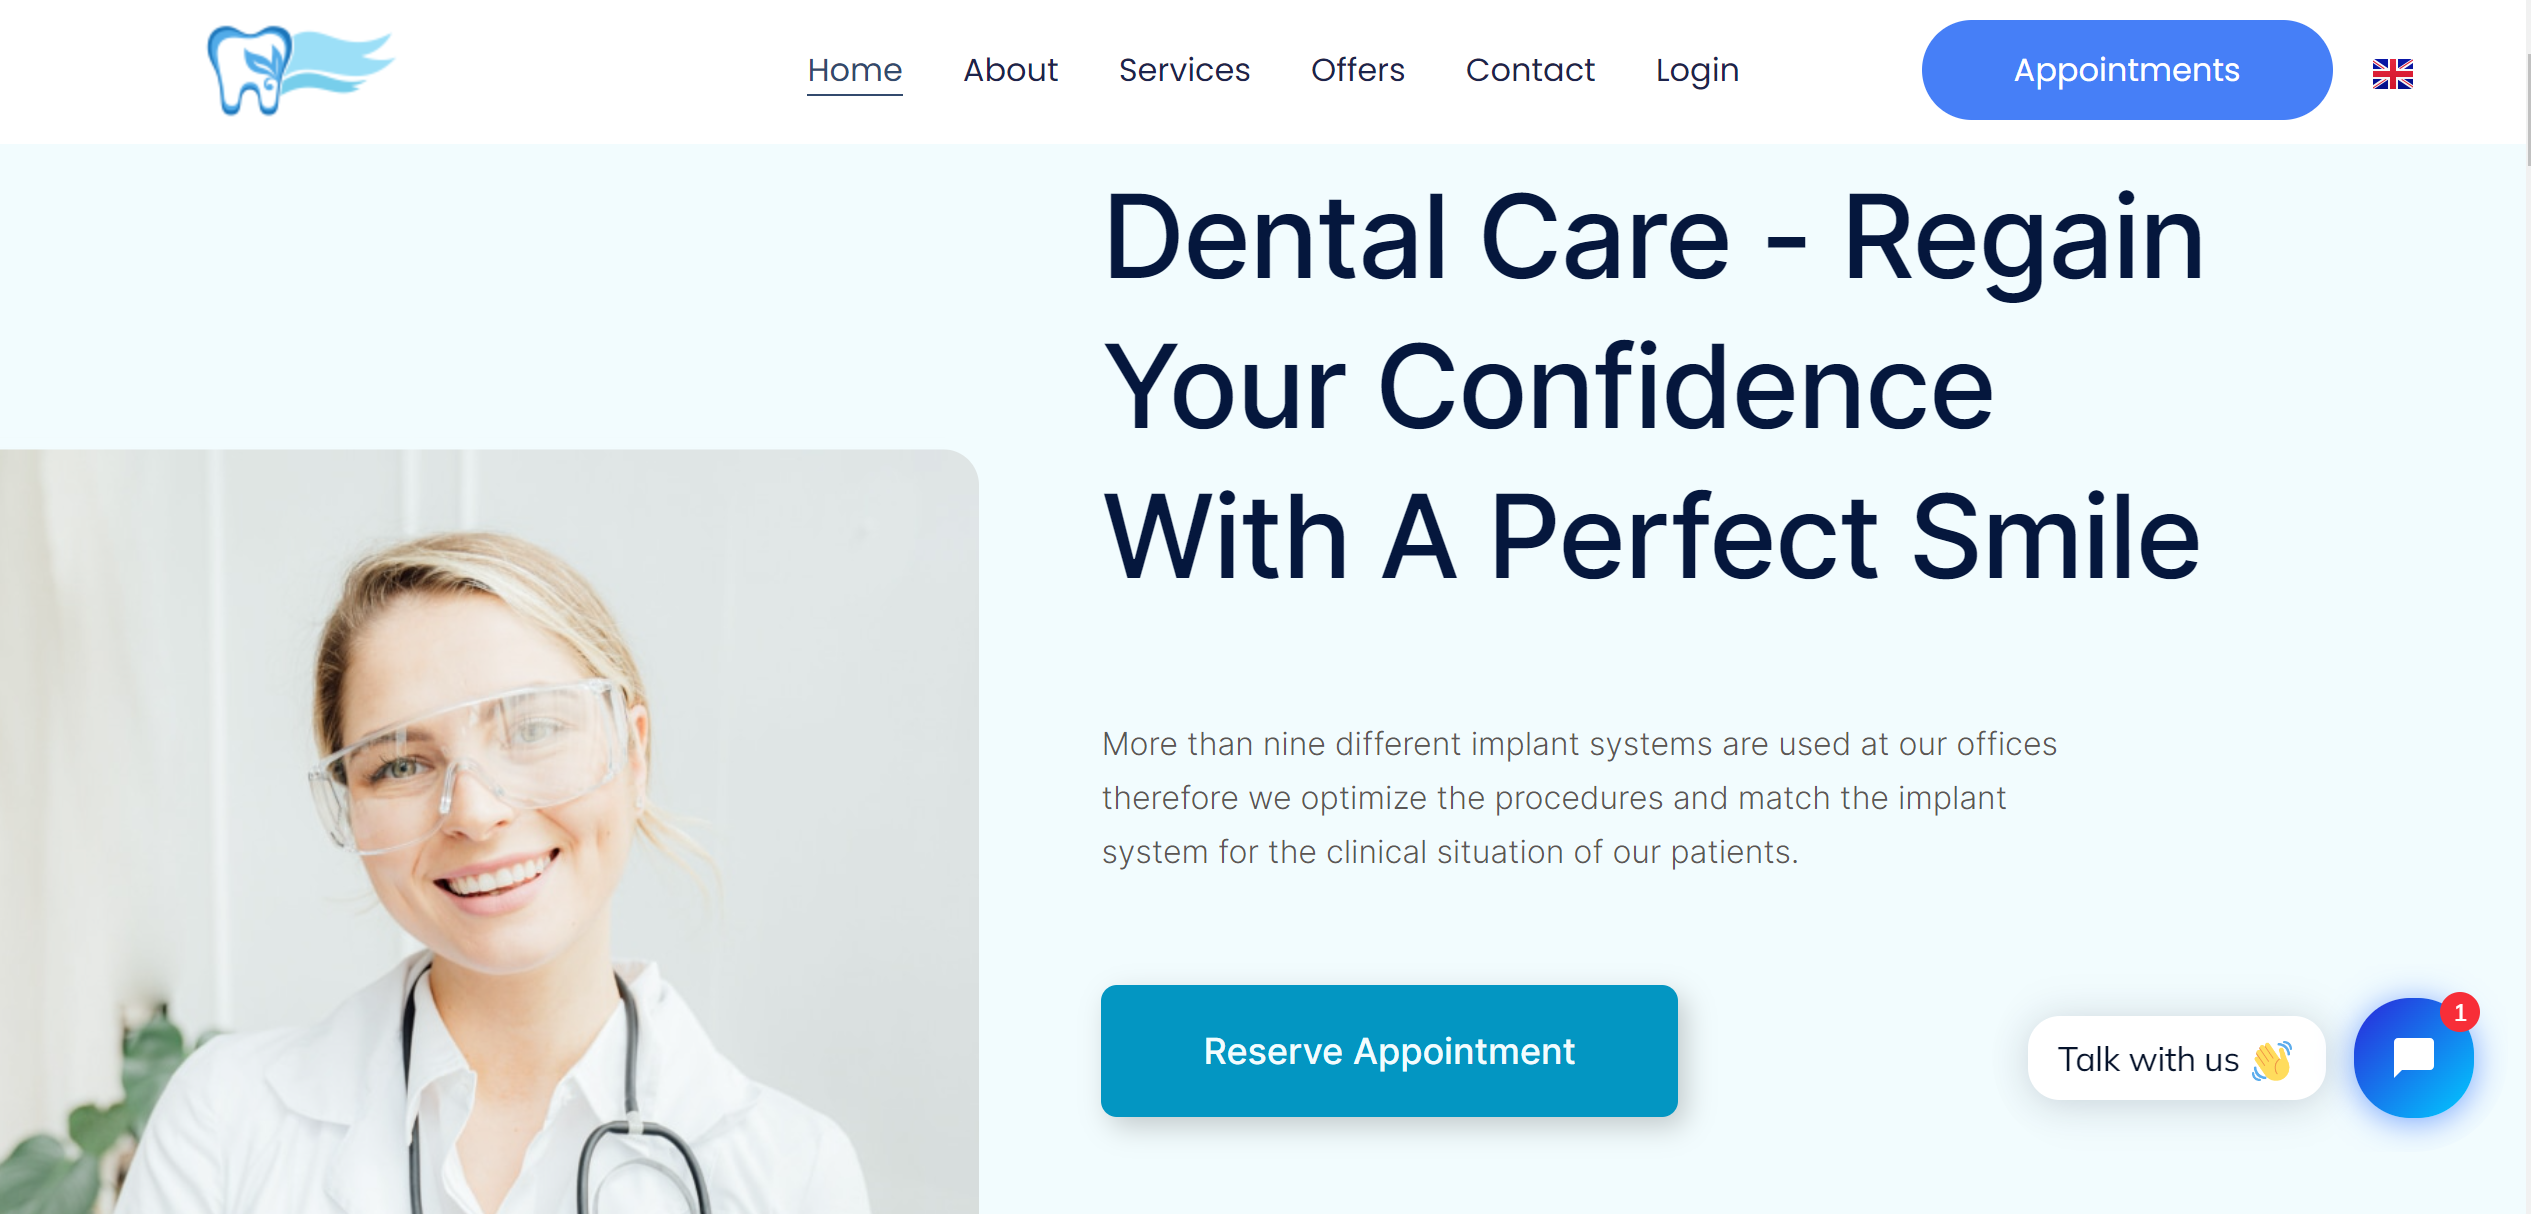 Home About Services Offers Contact Login Appointments
Dental Care - Regain
Your Confidence
With A Perfect Smile
More than nine different implant systems are used at our offices
therefore we optimize the procedures and match the implant
system for the clinical situation of our patients.
Reserve Appointment
Talk with us 👋
1